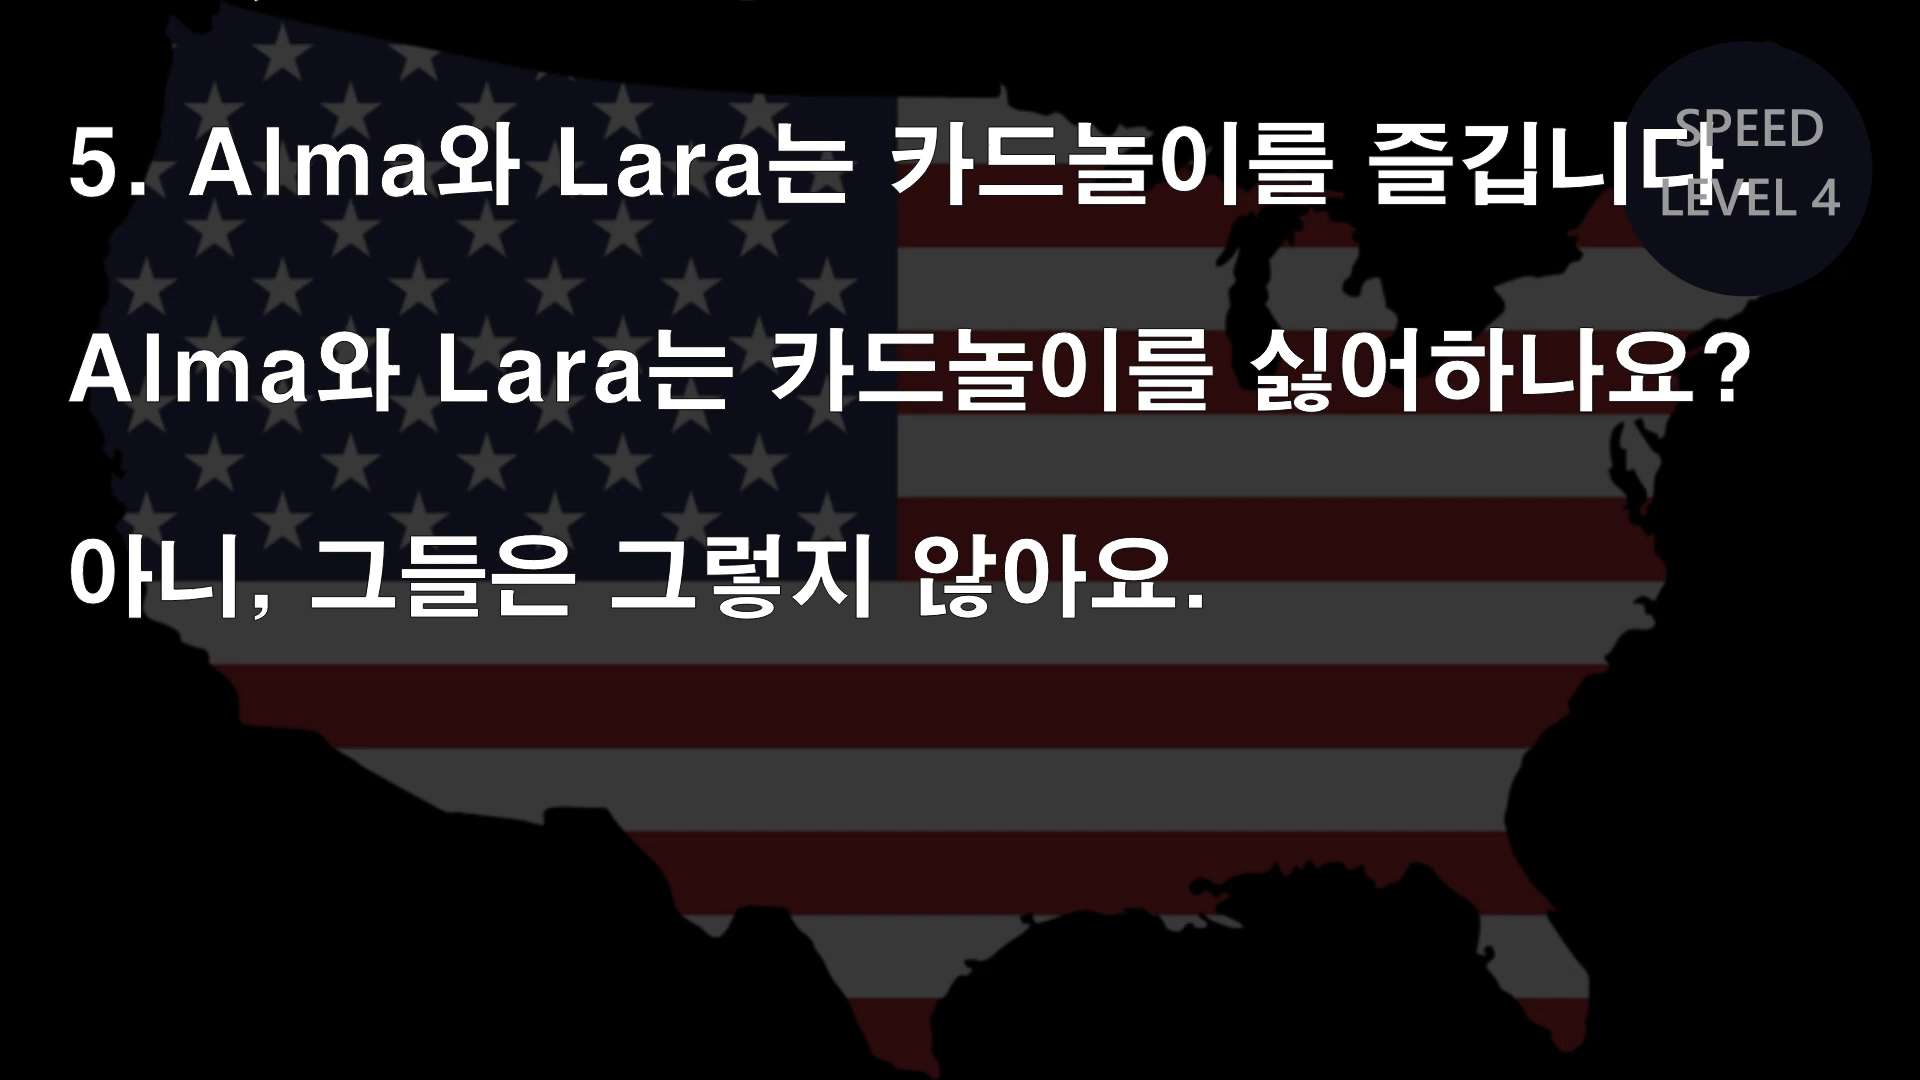 5. Alma와 Lara는 카드놀이를 즐깁니다.
SPEED
LEVEL 4
Alma와 Lara는 카드놀이를 싫어하나요?
아니, 그들은 그렇지 않아요.